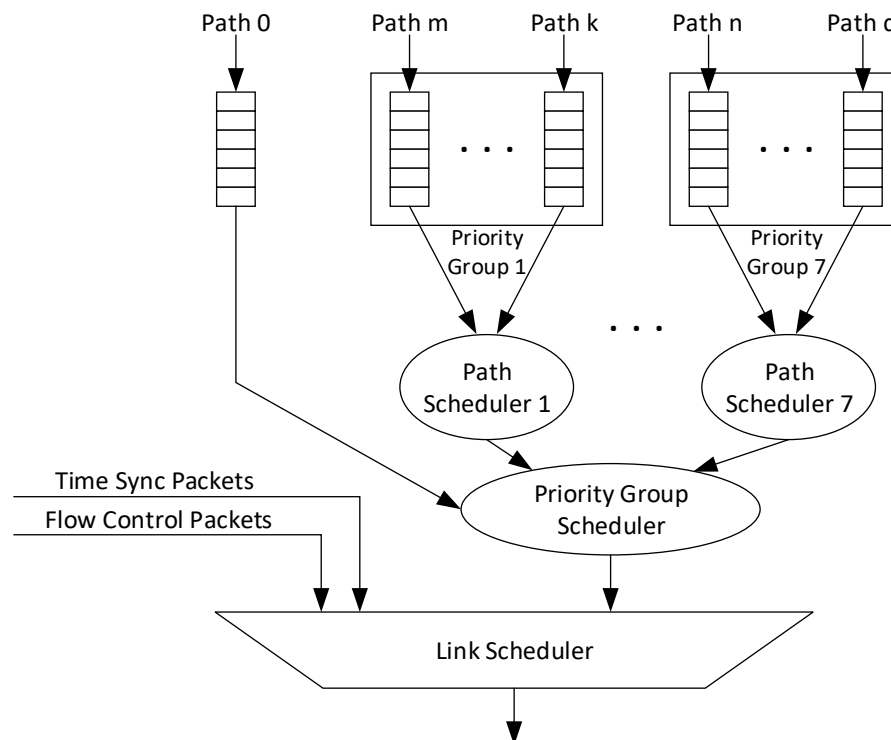 Path 0
Path m
Path k
Path n
. . .
. . .
Priority
Group 1
Priority
Group 7
. . .
Path
Scheduler 1
Path
Scheduler 7
Time Sync Packets
Flow Control Packets
Priority Group
Scheduler
Link Scheduler